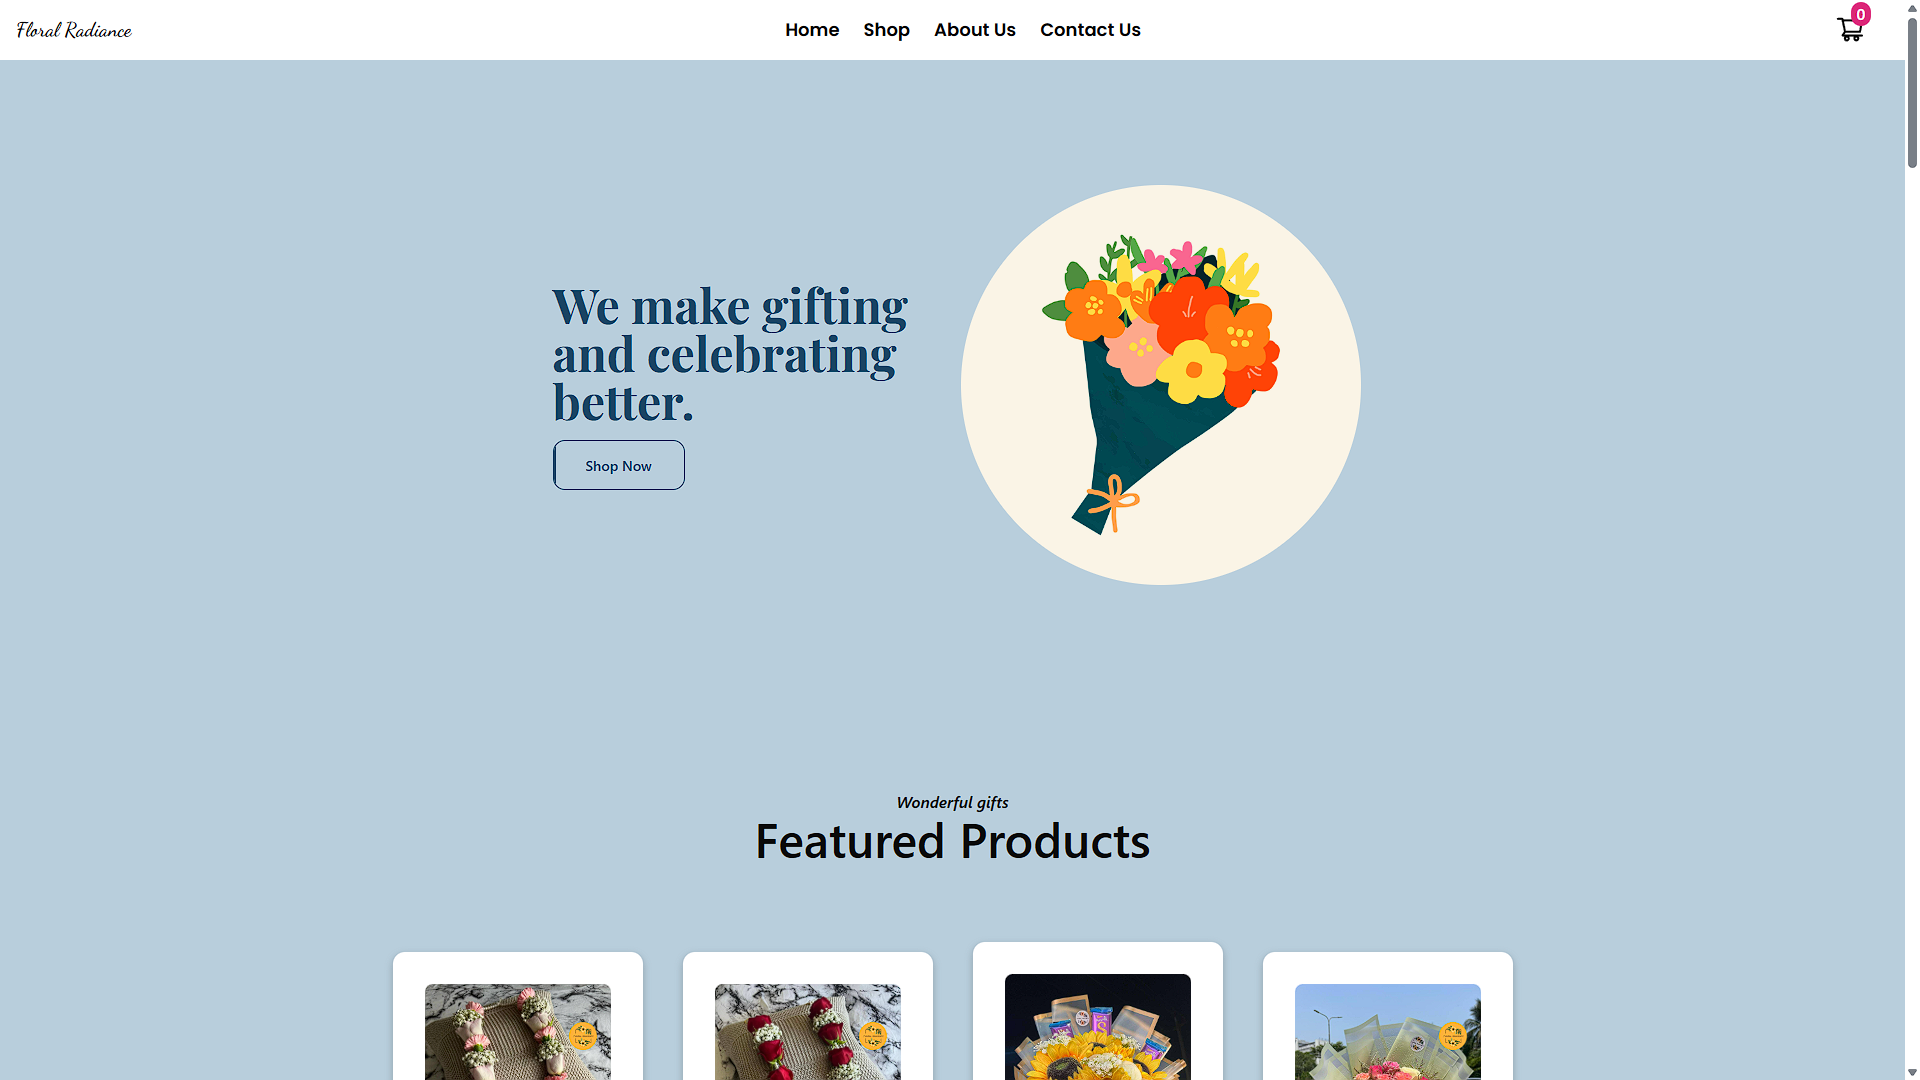 Floral Radiance
Home Shop About Us Contact Us
0
We make gifting
and celebrating
better.
Shop Now
Wonderful gifts
Featured Products